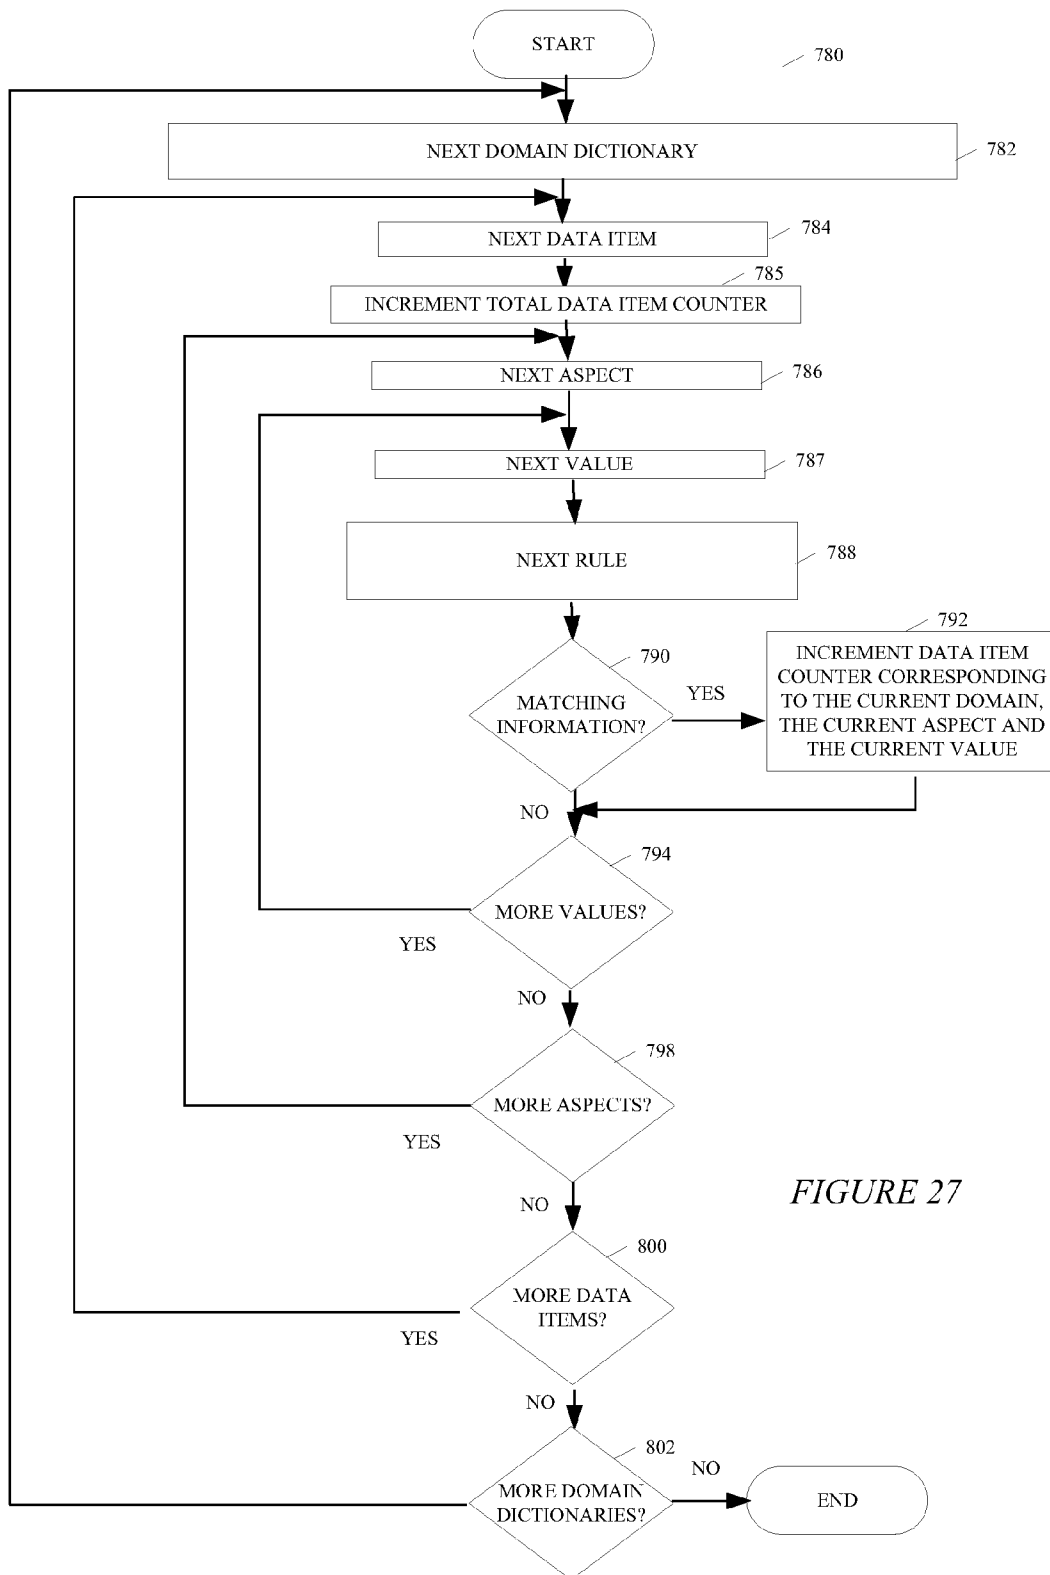 START
780
NEXT DOMAIN DICTIONARY
782
NEXT DATA ITEM
784
785
INCREMENT TOTAL DATA ITEM COUNTER
NEXT ASPECT
786
NEXT VALUE
787
NEXT RULE
788
790
MATCHING
INFORMATION?
YES
792
INCREMENT DATA ITEM
COUNTER CORRESPONDING
TO THE CURRENT DOMAIN,
THE CURRENT ASPECT AND
THE CURRENT VALUE
NO
794
MORE VALUES?
YES
NO
798
MORE ASPECTS?
YES
NO
FIGURE 27
800
MORE DATA
ITEMS?
YES
NO
802
MORE DOMAIN
DICTIONARIES?
NO
END